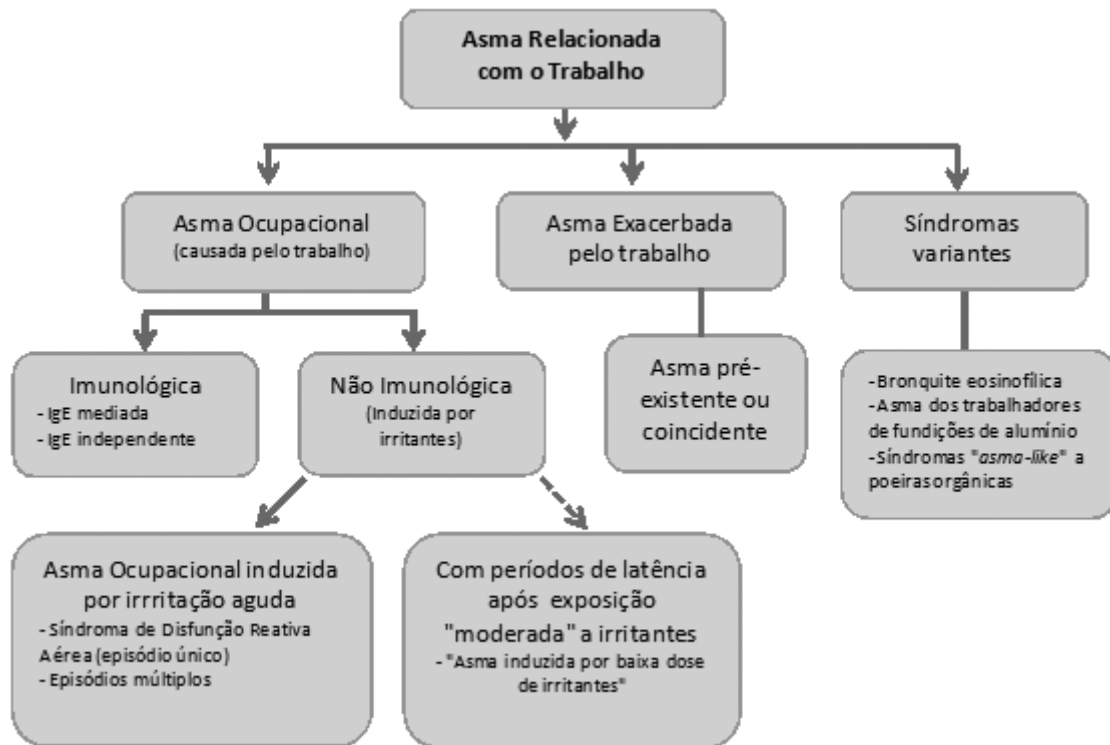 Asma Relacionada
com o Trabalho
Asma Ocupacional
(causada pelo trabalho)
Asma Exacerbada
pelo trabalho
Síndromas
variantes
Imunológica
- IgE mediada
- IgE independente
Não Imunológica
(Induzida por
irritantes)
Asma pré-
existente ou
coincidente
-Bronquite eosinofílica
-Asma dos trabalhadores
de fundições de alumínio
-Síndromas "asma-like" a
poeiras orgânicas
Asma Ocupacional induzida
por irrritação aguda
- Síndroma de Disfunção Reativa
Aérea (episódio único)
- Episódios múltiplos
Com períodos de latência
após exposição
"moderada" a irritantes
- "Asma induzida por baixa dose
de irritantes"